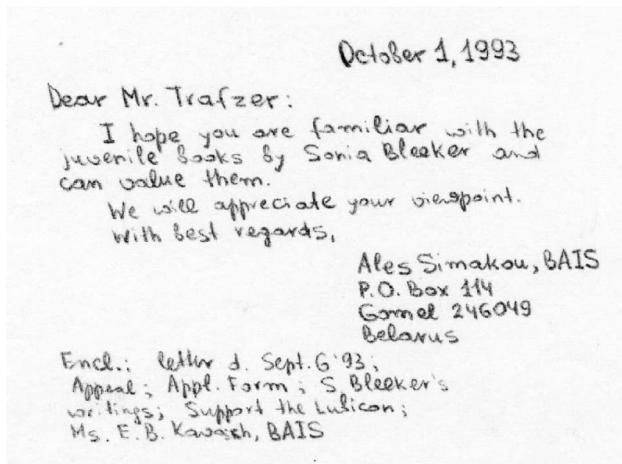 October 1, 1993
Dear Mr. Trafzer:
I hope you are familiar with the
juvenile books by Sonia Bleeker and
can value them.
We will appreciate your viewpoint.
With best regards,
Ales Simakou, BAIS
P.O. Box 114
Gomel 246049
Belarus
Encl.: letter d. Sept. 6 '93;
Appeal; Appl. Form; S. Bleeker's
writings; Support the Lubicon;
Ms. E. B. BAIS